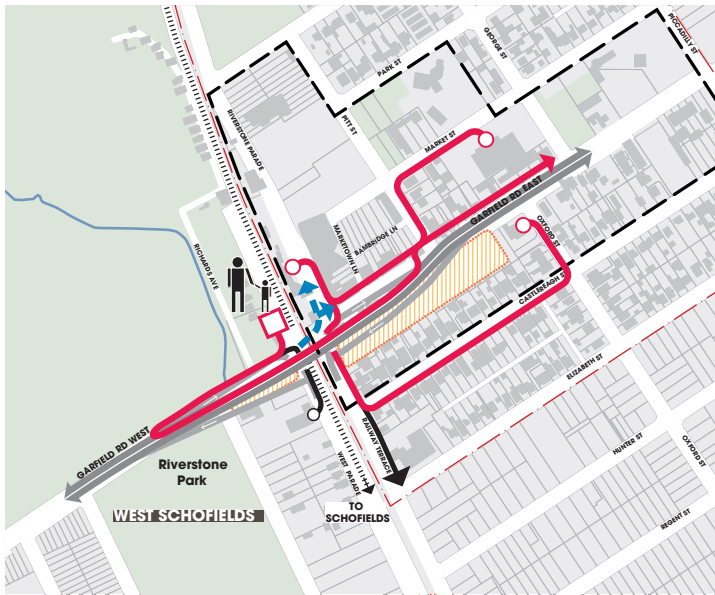 PICCADILLY ST
GEORGE ST
PARK ST
PITT ST
RIVERSTONE PARADE
MARKET ST
GARFIELD RD EAST
OXFORD ST
BAMBRIDGE LN
MARKETOWN LN
RICHARDS AVE
CASTLEREAGH ST
ELIZABETH ST
GARFIELD RD WEST
RAILWAY TERRACE
HUNTER ST
OXFORD ST
Riverstone
Park
WEST PARADE
WEST SCHOFIELDS
TO
SCHOFIELDS
REGENT ST